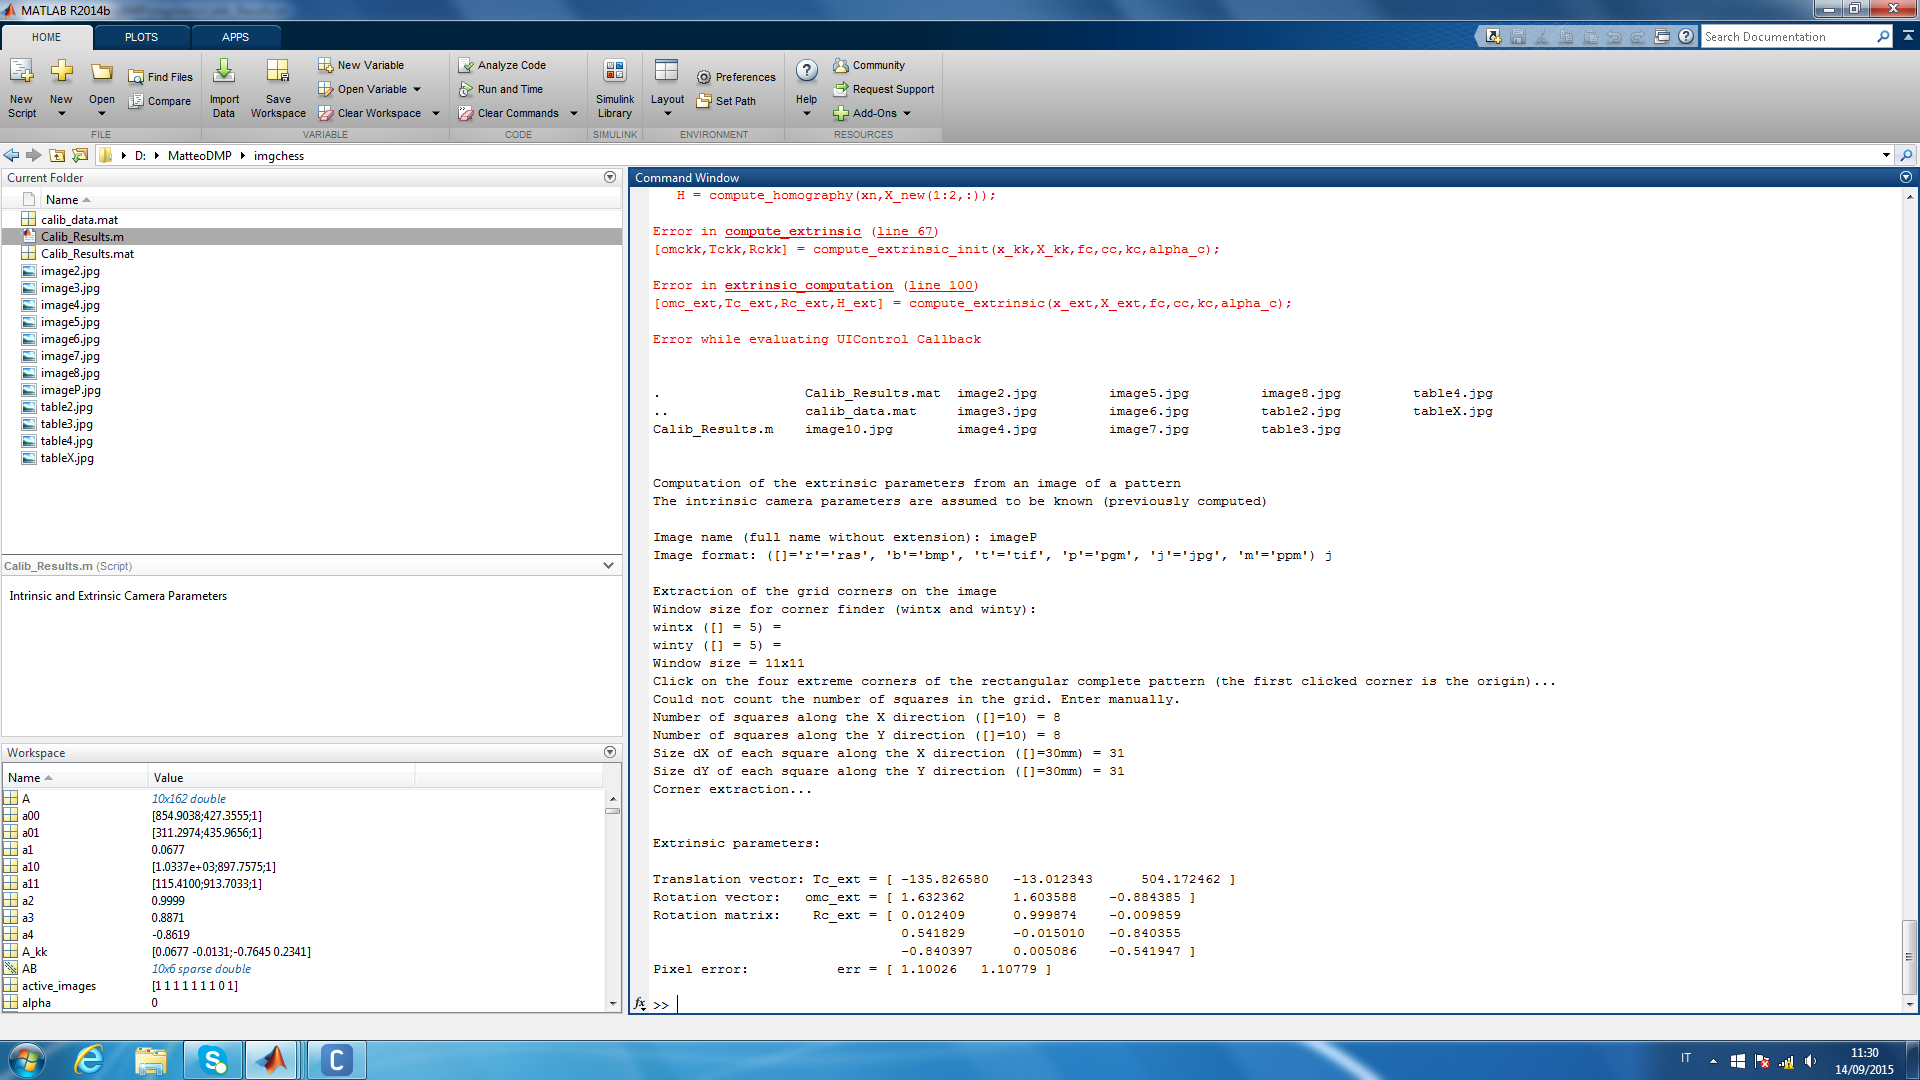 MATLAB R2014b
HOME PLOTS APPS
Search Documentation
New Script
New
Open
Find Files
Compare
Import Data
Save Workspace
New Variable
Open Variable
Clear Workspace
Analyze Code
Run and Time
Clear Commands
Simulink Library
Layout
Preferences
Set Path
Help
Community
Request Support
Add-Ons
FILE VARIABLE CODE SIMULINK ENVIRONMENT RESOURCES
D: MatteoDMP imgchess
Current Folder
Name
calib_data.mat
Calib_Results.m
Calib_Results.mat
image2.jpg
image3.jpg
image4.jpg
image5.jpg
image6.jpg
image7.jpg
image8.jpg
imageP.jpg
table2.jpg
table3.jpg
table4.jpg
tableX.jpg
Calib_Results.m (Script)
Intrinsic and Extrinsic Camera Parameters
Workspace
Name Value
A 10x162 double
a00 [854.9038;427.3555;1]
a01 [311.2974;435.9656;1]
a1 0.0677
a10 [1.0337e+03;897.7575;1]
a11 [115.4100;913.7033;1]
a2 0.9999
a3 0.8871
a4 -0.8619
A_kk [0.0677 -0.0131;-0.7645 0.2341]
AB 10x6 sparse double
active_images [1 1 1 1 1 1 1 0 1]
alpha 0
Command Window
H = compute_homography(xn,X_new(1:2,:));
Error in compute_extrinsic (line 67)
[omckk,Tckk,Rckk] = compute_extrinsic_init(x_kk,X_kk,fc,cc,kc,alpha_c);
Error in extrinsic_computation (line 100)
[omc_ext,Tc_ext,Rc_ext,H_ext] = compute_extrinsic(x_ext,X_ext,fc,cc,kc,alpha_c);
Error while evaluating UIControl Callback
. Calib_Results.mat image2.jpg image5.jpg image8.jpg table4.jpg
.. calib_data.mat image3.jpg image6.jpg table2.jpg tableX.jpg
Calib_Results.m image10.jpg image4.jpg image7.jpg table3.jpg
Computation of the extrinsic parameters from an image of a pattern
The intrinsic camera parameters are assumed to be known (previously computed)
Image name (full name without extension): imageP
Image format: ([]='r'='ras', 'b'='bmp', 't'='tif', 'p'='pgm', 'j'='jpg', 'm'='ppm') j
Extraction of the grid corners on the image
Window size for corner finder (wintx and winty):
wintx ([] = 5) =
winty ([] = 5) =
Window size = 11x11
Click on the four extreme corners of the rectangular complete pattern (the first clicked corner is the origin)...
Could not count the number of squares in the grid. Enter manually.
Number of squares along the X direction ([]=10) = 8
Number of squares along the Y direction ([]=10) = 8
Size dX of each square along the X direction ([]=30mm) = 31
Size dY of each square along the Y direction ([]=30mm) = 31
Corner extraction...
Extrinsic parameters:
Translation vector: Tc_ext = [ -135.826580 -13.012343 504.172462 ]
Rotation vector: omc_ext = [ 1.632362 1.603588 -0.884385 ]
Rotation matrix: Rc_ext = [ 0.012409 0.999874 -0.009859
0.541829 -0.015010 -0.840355
-0.840397 0.005086 -0.541947 ]
Pixel error: err = [ 1.10026 1.10779 ]
fx >>
IT
11:30
14/09/2015